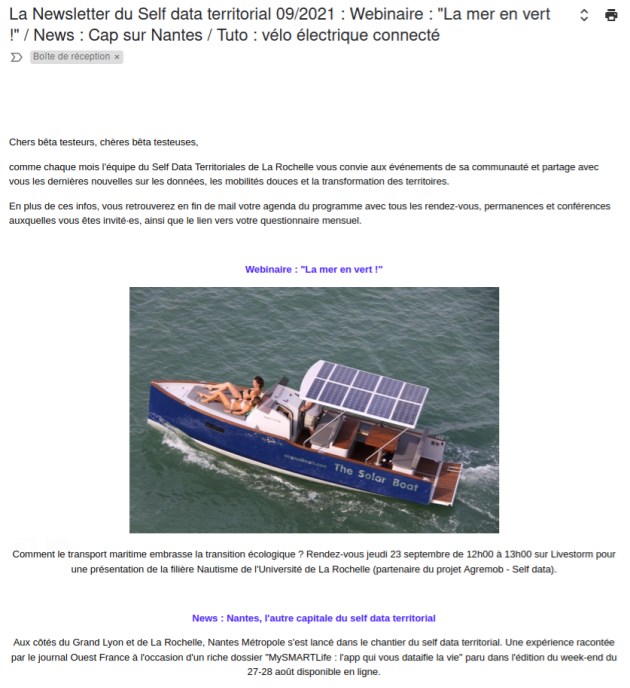 La Newsletter du Self data territorial 09/2021 : Webinaire : "La mer en vert
!" / News : Cap sur Nantes / Tuto : vélo électrique connecté
Boîte de réception ×
Chers bêta testeurs, chères bêta testeuses,
comme chaque mois l'équipe du Self Data Territoriales de La Rochelle vous convie aux événements de sa communauté et partage avec
vous les dernières nouvelles sur les données, les mobilités douces et la transformation des territoires.
En plus de ces infos, vous retrouverez en fin de mail votre agenda du programme avec tous les rendez-vous, permanences et conférences
auxquelles vous êtes invité·es, ainsi que le lien vers votre questionnaire mensuel.
Webinaire : "La mer en vert !"
The Solar Boat
Comment le transport maritime embrasse la transition écologique ? Rendez-vous jeudi 23 septembre de 12h00 à 13h00 sur Livestorm pour
une présentation de la filière Nautisme de l'Université de La Rochelle (partenaire du projet Agremob - Self data).
News : Nantes, l'autre capitale du self data territorial
Aux côtés du Grand Lyon et de La Rochelle, Nantes Métropole s'est lancé dans le chantier du self data territorial. Une expérience racontée
par le journal Ouest France à l'occasion d'un riche dossier "MySMARTLife : l'app qui vous dataifie la vie" paru dans l'édition du week-end du
27-28 août disponible en ligne.